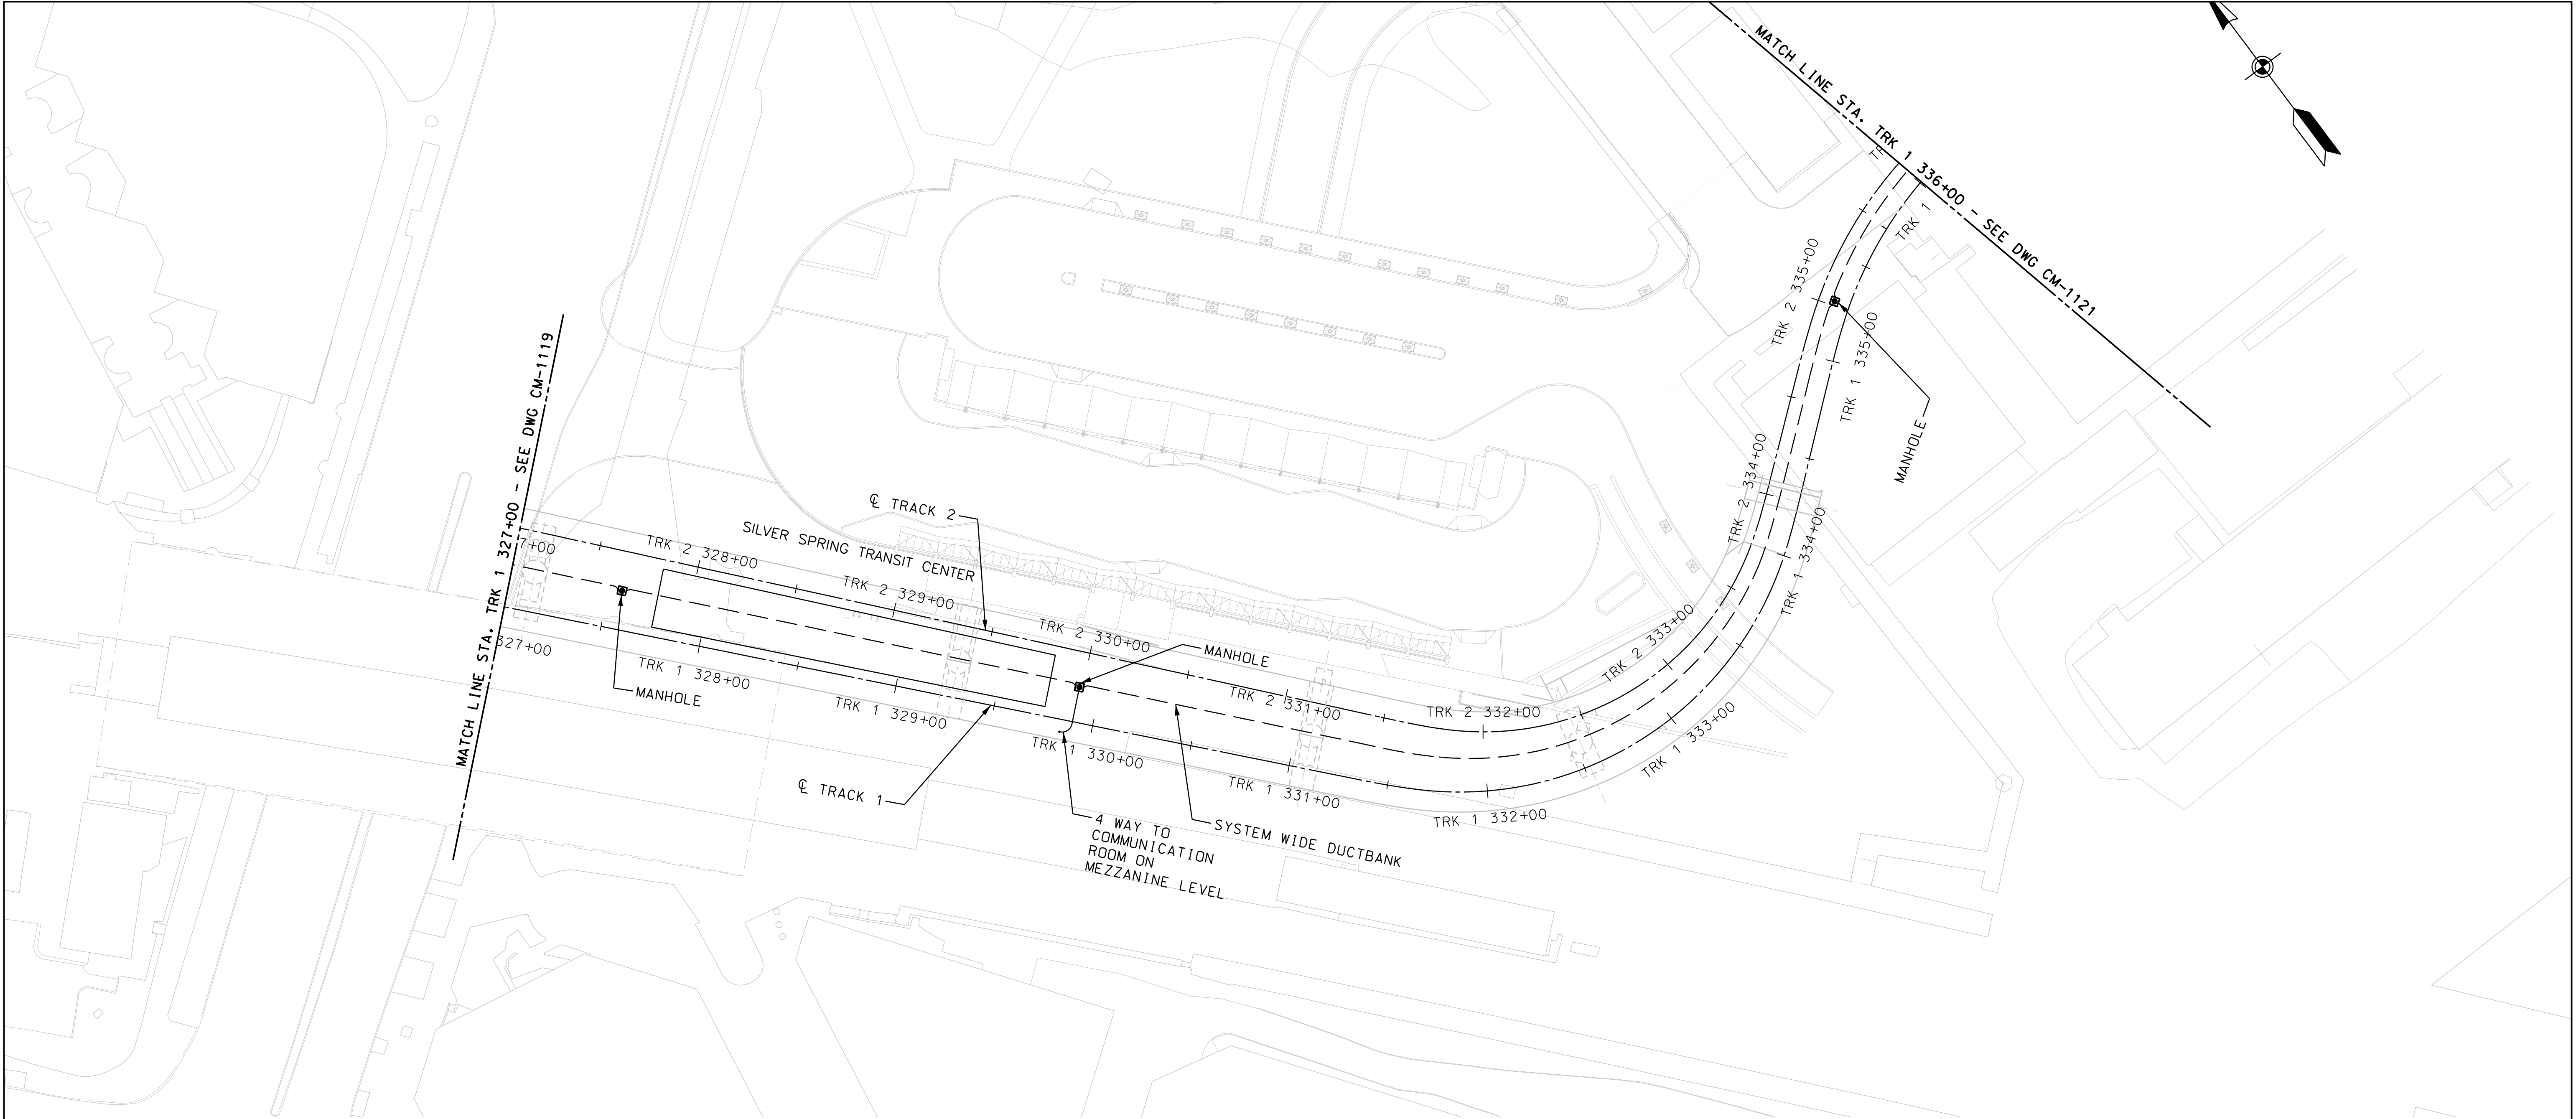 MATCH LINE STA. TRK 1 336+00 - SEE DWG CM-1121
TRK 1
TRK 2 335+00
TRK 1 335+00
MANHOLE
MATCH LINE STA. TRK 1 327+00 - SEE DWG CM-1119
TRK 2 334+00
TRK 1 334+00
℄ TRACK 2
SILVER SPRING TRANSIT CENTER
7+00
TRK 2 328+00
TRK 2 329+00
TRK 2 330+00
MANHOLE
TRK 2 331+00
TRK 2 332+00
TRK 2 333+00
327+00
TRK 1 328+00
MANHOLE
TRK 1 329+00
TRK 1 330+00
TRK 1 331+00
TRK 1 332+00
TRK 1 333+00
℄ TRACK 1
4 WAY TO
COMMUNICATION
ROOM ON
MEZZANINE LEVEL
SYSTEM WIDE DUCTBANK